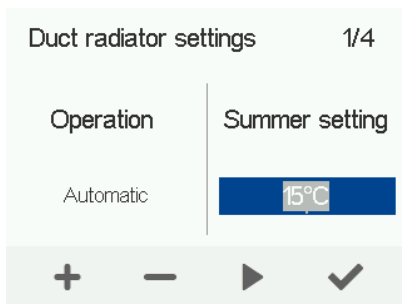 Duct radiator settings 1/4
Operation Summer setting
Automatic 15°C